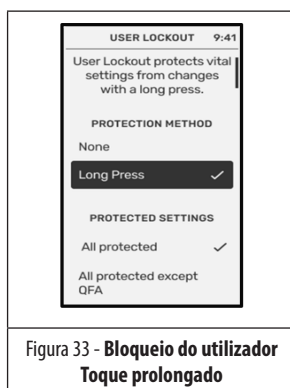 USER LOCKOUT 9:41
User Lockout protects vital
settings from changes
with a long press.
PROTECTION METHOD
None
Long Press
PROTECTED SETTINGS
All protected
All protected except
QFA
Figura 33 - Bloqueio do utilizador
Toque prolongado